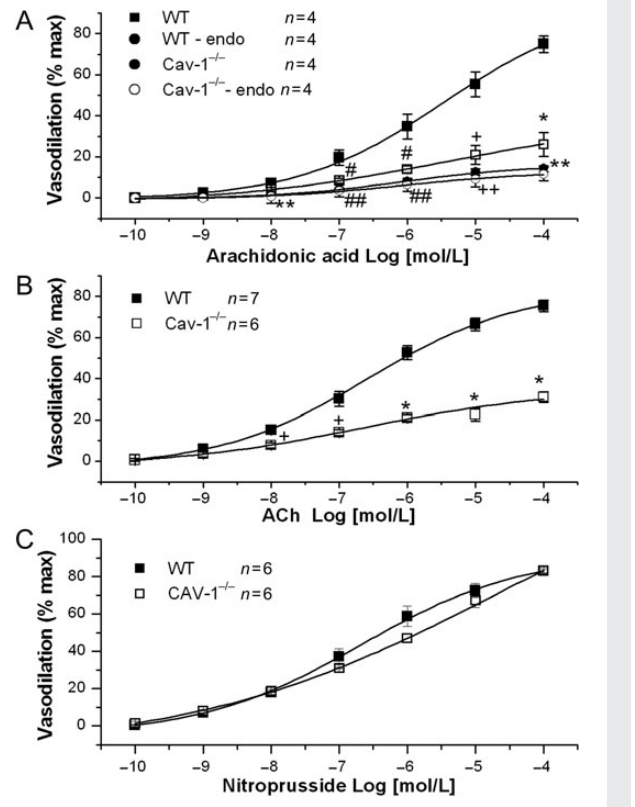 A
WT n=4
WT - endo n=4
Cav-1⁻/⁻ n=4
Cav-1⁻/⁻ - endo n=4
Vasodilation (% max)
80
60
40
20
0
*
+
#
#
**
**
##
##
++
−10 −9 −8 −7 −6 −5 −4
Arachidonic acid Log [mol/L]
B
WT n=7
Cav-1⁻/⁻ n=6
Vasodilation (% max)
80
60
40
20
0
+
+
*
*
*
−10 −9 −8 −7 −6 −5 −4
ACh Log [mol/L]
C
WT n=6
CAV-1⁻/⁻ n=6
Vasodilation (% max)
100
80
60
40
20
0
−10 −9 −8 −7 −6 −5 −4
Nitroprusside Log [mol/L]